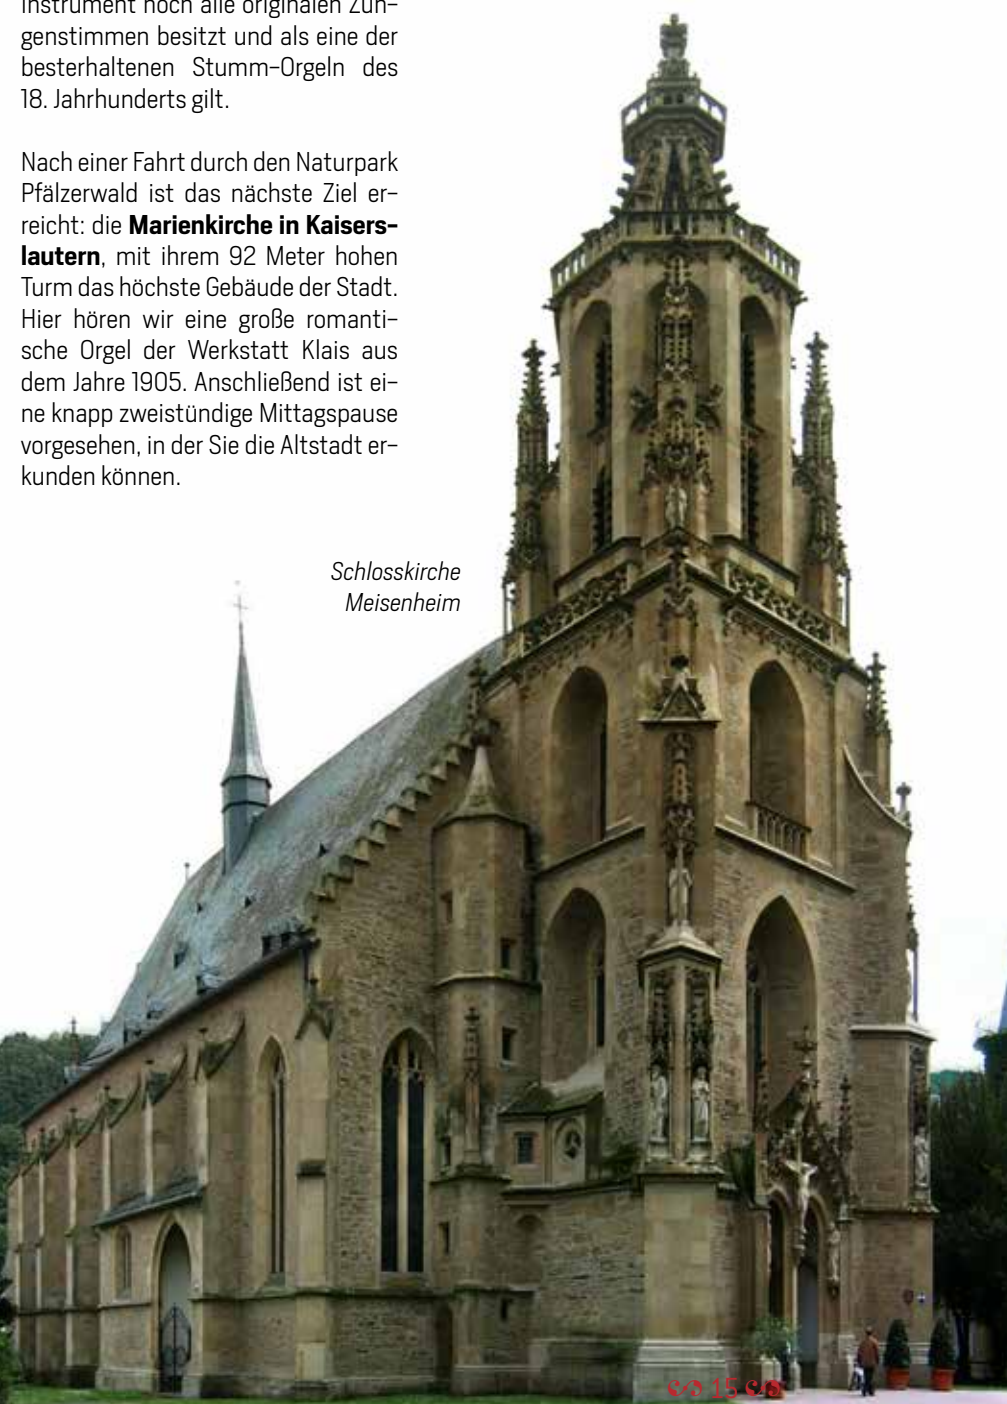 Instrument noch alle originalen Zun-
genstimmen besitzt und als eine der
besterhaltenen Stumm-Orgeln des
18. Jahrhunderts gilt.
Nach einer Fahrt durch den Naturpark
Pfälzerwald ist das nächste Ziel er-
reicht: die Marienkirche in Kaisers-
lautern, mit ihrem 92 Meter hohen
Turm das höchste Gebäude der Stadt.
Hier hören wir eine große romanti-
sche Orgel der Werkstatt Klais aus
dem Jahre 1905. Anschließend ist ei-
ne knapp zweistündige Mittagspause
vorgesehen, in der Sie die Altstadt er-
kunden können.
Schlosskirche
Meisenheim
15